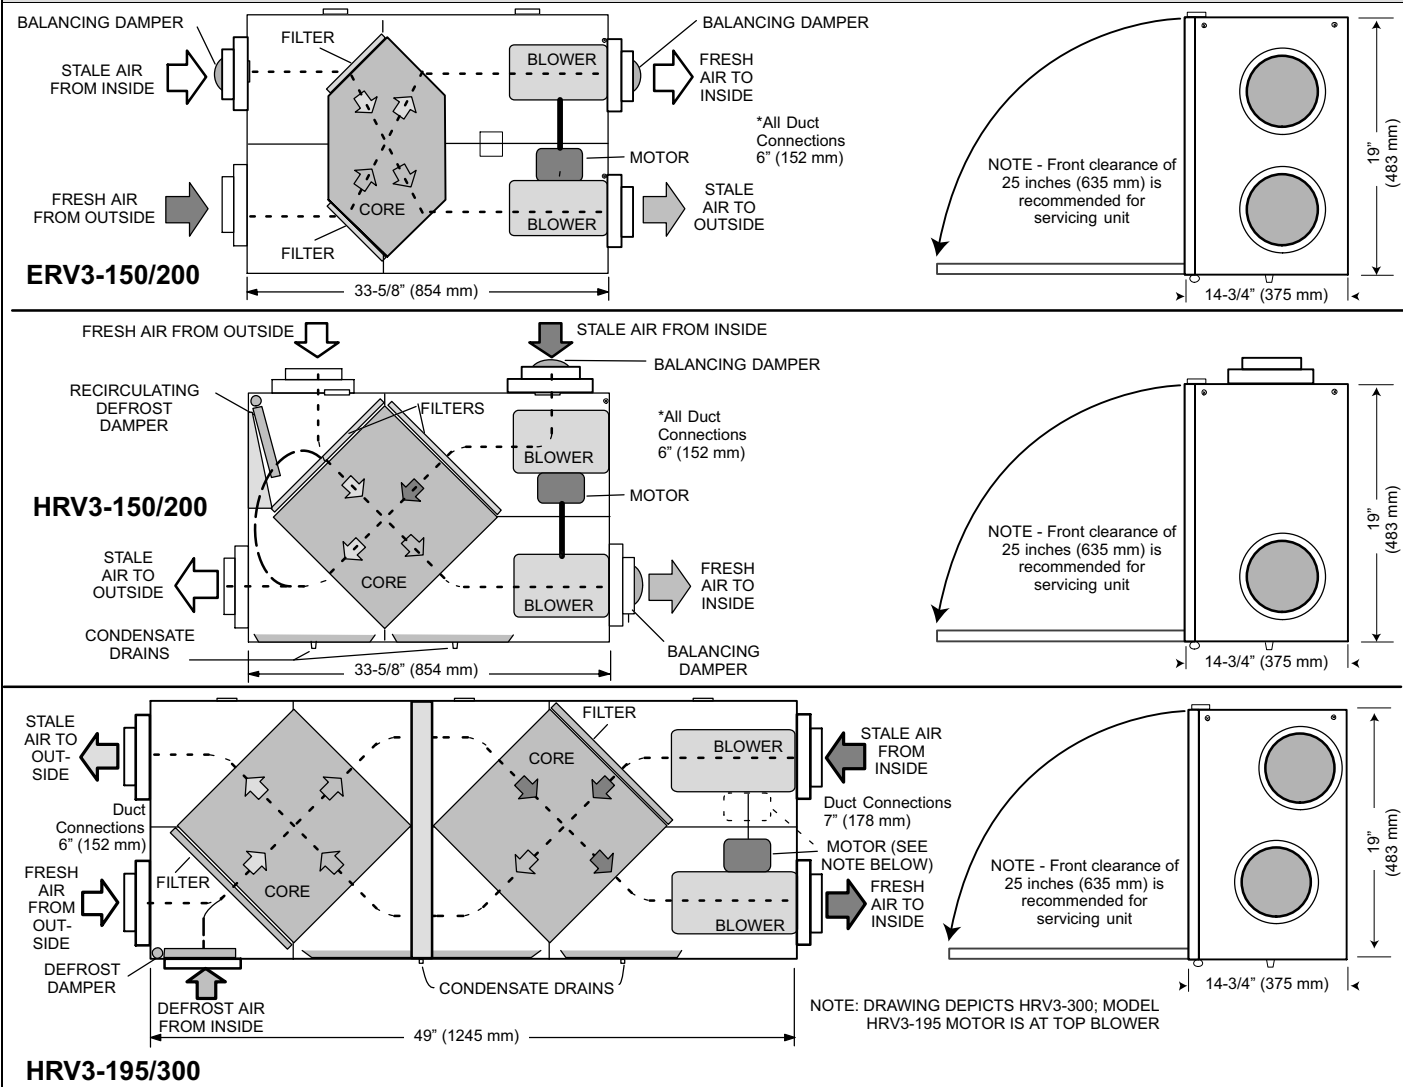 BALANCING DAMPER
FILTER
BLOWER
BALANCING DAMPER
STALE AIR
FROM INSIDE
FRESH
AIR TO
INSIDE
*All Duct
Connections
6” (152 mm)
MOTOR
FRESH AIR
FROM OUTSIDE
CORE
FILTER
BLOWER
STALE
AIR TO
OUTSIDE
ERV3-150/200
33-5/8” (854 mm)
NOTE - Front clearance of
25 inches (635 mm) is
recommended for
servicing unit
19”
(483 mm)
14-3/4” (375 mm)
FRESH AIR FROM OUTSIDE
STALE AIR FROM INSIDE
BALANCING DAMPER
RECIRCULATING
DEFROST
DAMPER
FILTERS
*All Duct
Connections
6” (152 mm)
BLOWER
MOTOR
HRV3-150/200
STALE
AIR TO
OUTSIDE
CORE
BLOWER
FRESH
AIR TO
INSIDE
CONDENSATE
DRAINS
BALANCING
DAMPER
33-5/8” (854 mm)
NOTE - Front clearance of
25 inches (635 mm) is
recommended for
servicing unit
19”
(483 mm)
14-3/4” (375 mm)
STALE
AIR TO
OUT-
SIDE
FILTER
CORE
BLOWER
STALE AIR
FROM
INSIDE
Duct
Connections
6” (152 mm)
Duct Connections
7” (178 mm)
MOTOR (SEE
NOTE BELOW)
FRESH
AIR
FROM
OUT-
SIDE
FILTER
CORE
BLOWER
FRESH
AIR TO
INSIDE
DEFROST
DAMPER
DEFROST AIR
FROM INSIDE
CONDENSATE DRAINS
49” (1245 mm)
NOTE - Front clearance of
25 inches (635 mm) is
recommended for
servicing unit
19”
(483 mm)
14-3/4” (375 mm)
NOTE: DRAWING DEPICTS HRV3-300; MODEL
HRV3-195 MOTOR IS AT TOP BLOWER
HRV3-195/300